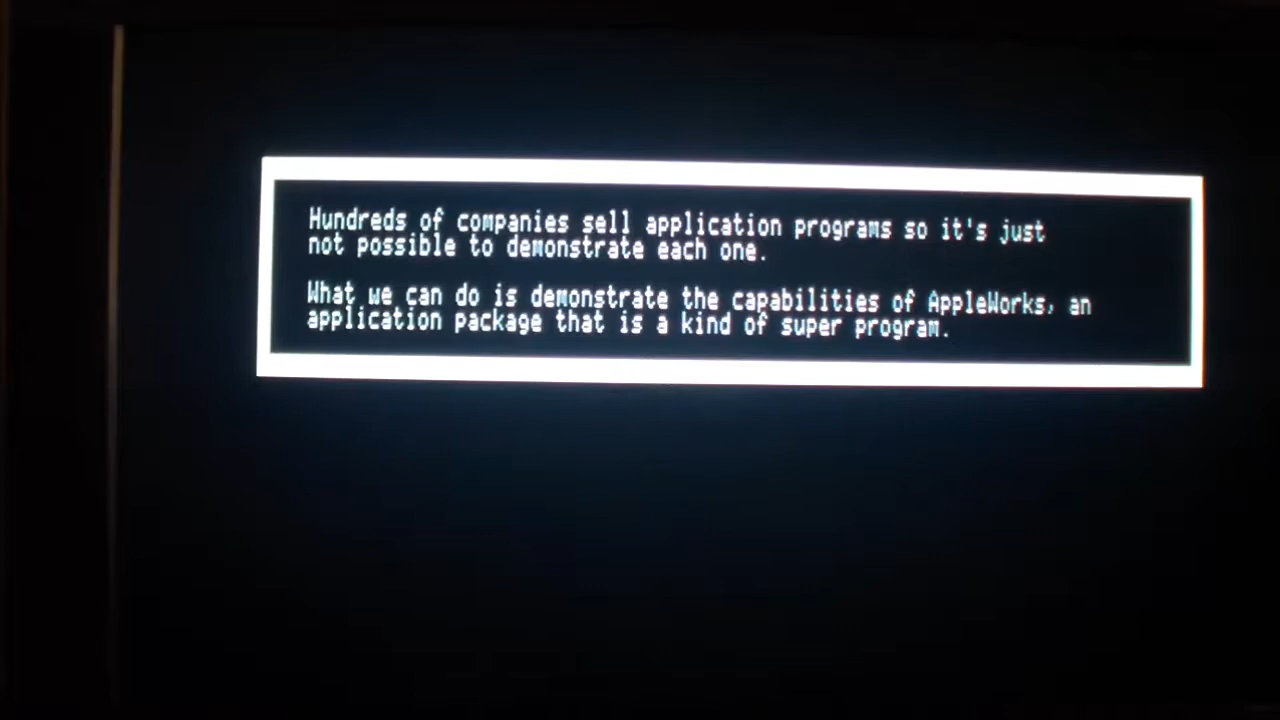 Hundreds of companies sell application programs so it's just
not possible to demonstrate each one.
What we can do is demonstrate the capabilities of AppleWorks, an
application package that is a kind of super program.